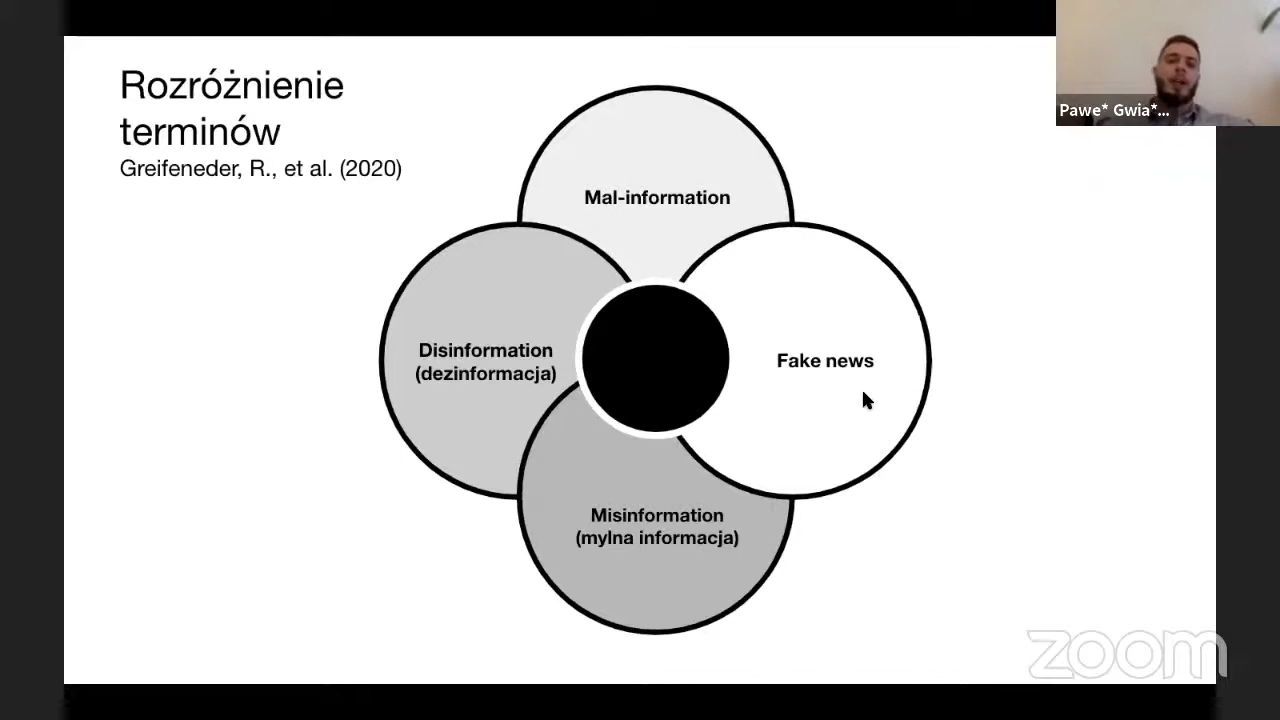 Rozróżnienie
terminów
Greifeneder, R., et al. (2020)
Pawe* Gwia*...
Mal-information
Disinformation
(dezinformacja)
Fake news
Misinformation
(mylna informacja)
zoom